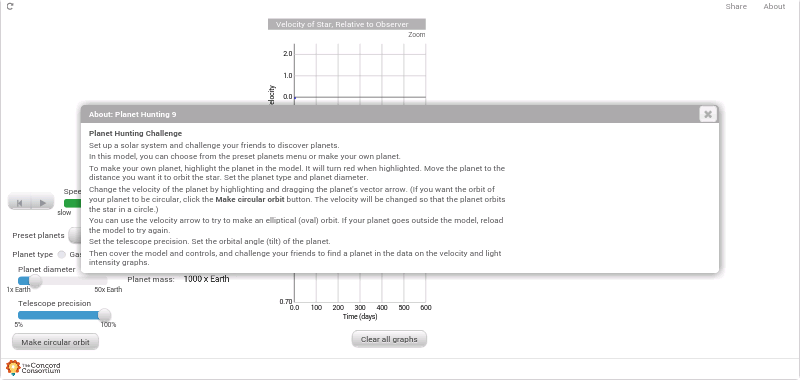 Share About
Velocity of Star, Relative to Observer
Zoom
2.0
1.0
0.0
About: Planet Hunting 9
Planet Hunting Challenge
Set up a solar system and challenge your friends to discover planets.
In this model, you can choose from the preset planets menu or make your own planet.
To make your own planet, highlight the planet in the model. It will turn red when highlighted. Move the planet to the
distance you want it to orbit the star. Set the planet type and planet diameter.
Change the velocity of the planet by highlighting and dragging the planet's vector arrow. (If you want the orbit of
your planet to be circular, click the Make circular orbit button. The velocity will be changed so that the planet orbits
the star in a circle.)
You can use the velocity arrow to try to make an elliptical (oval) orbit. If your planet goes outside the model, reload
the model to try again.
Set the telescope precision. Set the orbital angle (tilt) of the planet.
Then cover the model and controls, and challenge your friends to find a planet in the data on the velocity and light
intensity graphs.
slow
Preset planets
Planet type
Planet diameter
1x Earth 50x Earth
Planet mass: 1000 x Earth
Telescope precision
5% 100%
Make circular orbit
0.70
0.0 100 200 300 400 500 600
Time (days)
Clear all graphs
The Concord
Consortium